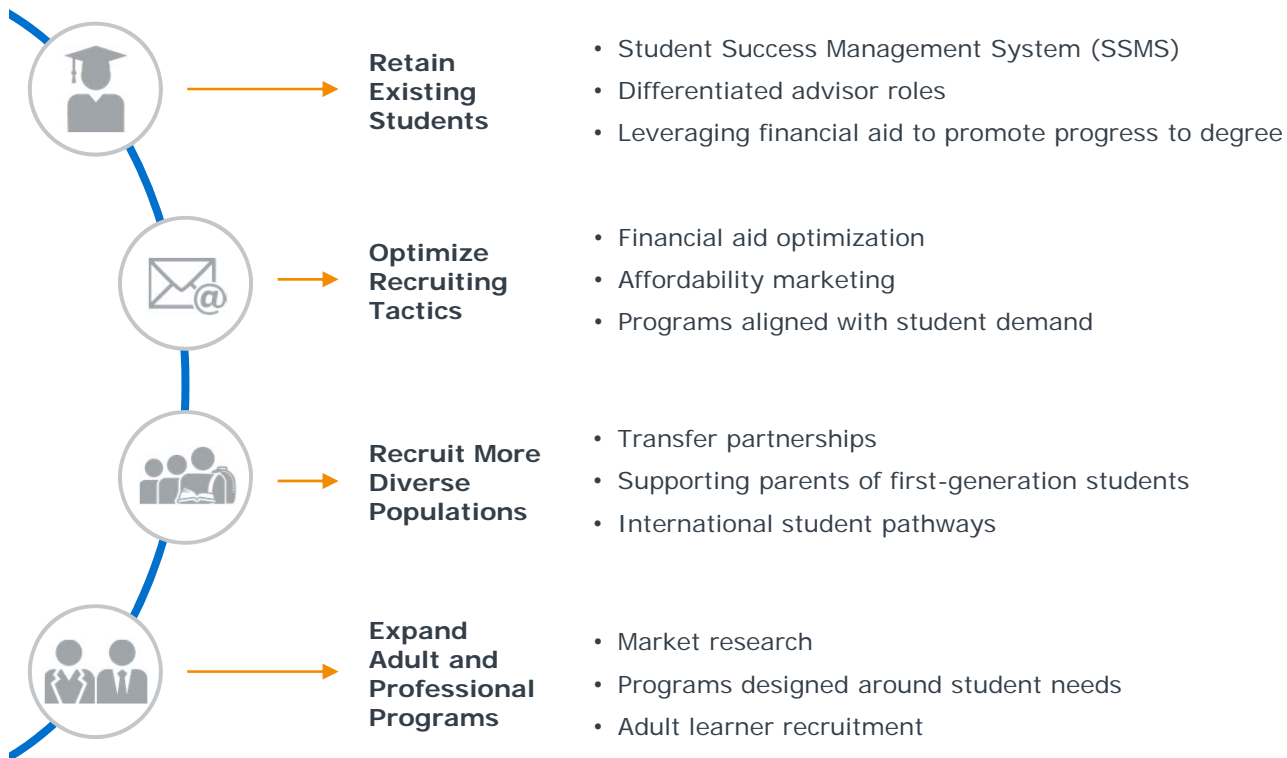 Retain
Existing
Students
• Student Success Management System (SSMS)
• Differentiated advisor roles
• Leveraging financial aid to promote progress to degree
@
Optimize
Recruiting
Tactics
• Financial aid optimization
• Affordability marketing
• Programs aligned with student demand
Recruit More
Diverse
Populations
• Transfer partnerships
• Supporting parents of first-generation students
• International student pathways
Expand
Adult and
Professional
Programs
• Market research
• Programs designed around student needs
• Adult learner recruitment